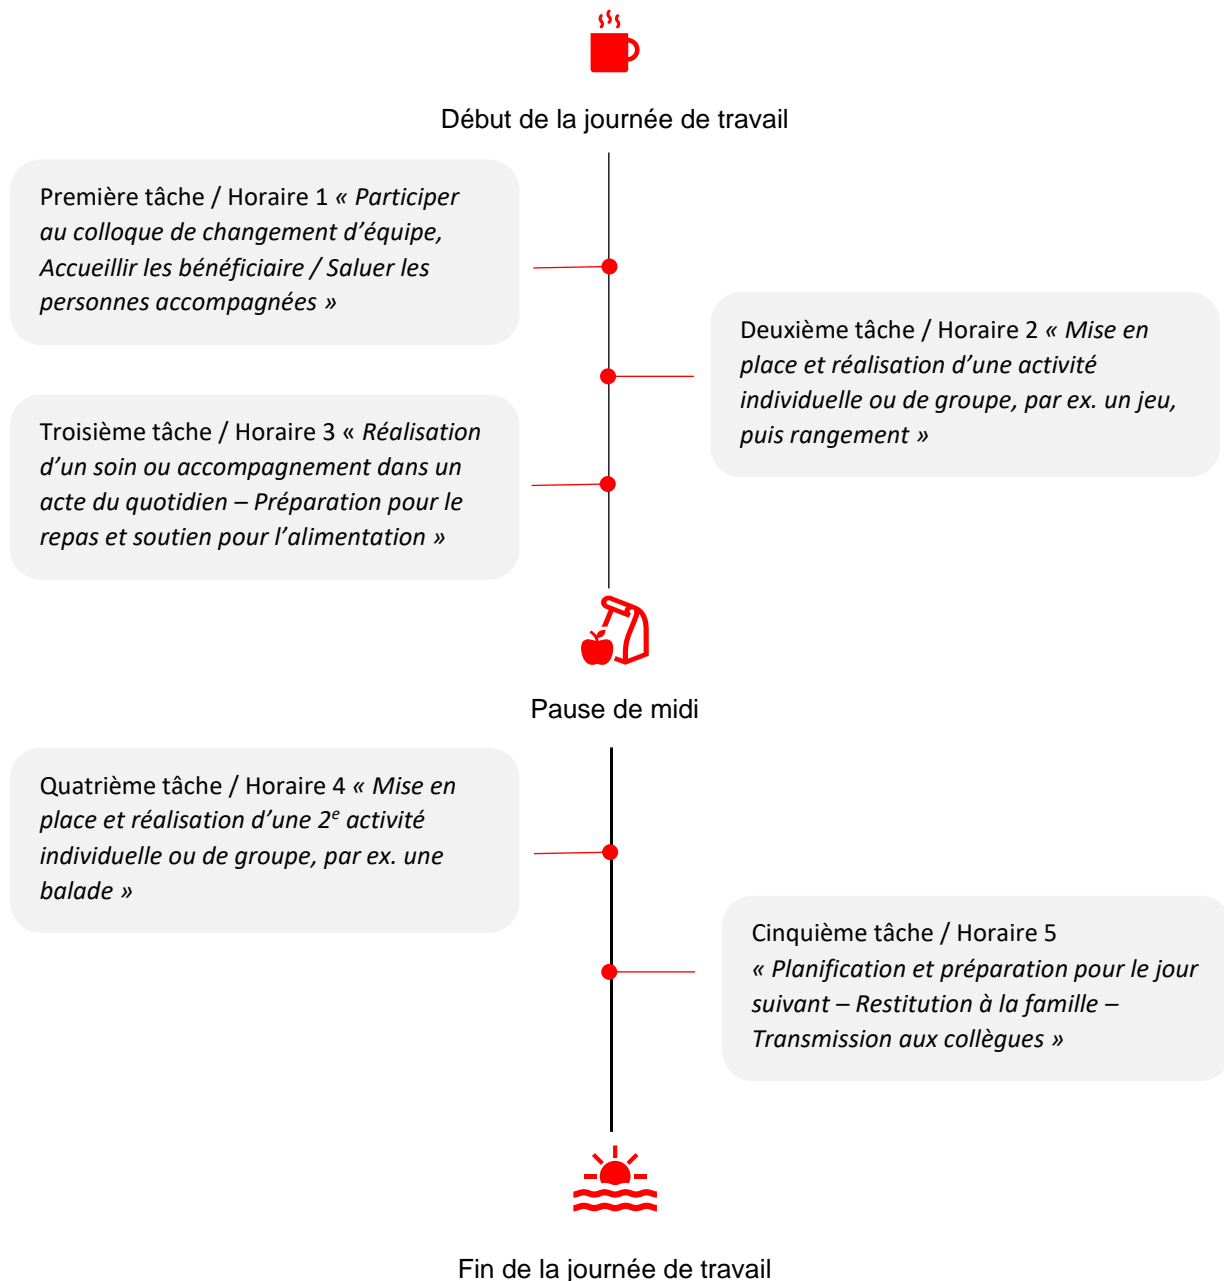 Début de la journée de travail
Première tâche / Horaire 1 « Participer
au colloque de changement d’équipe,
Accueillir les bénéficiaire / Saluer les
personnes accompagnées »
Deuxième tâche / Horaire 2 « Mise en
place et réalisation d’une activité
individuelle ou de groupe, par ex. un jeu,
puis rangement »
Troisième tâche / Horaire 3 « Réalisation
d’un soin ou accompagnement dans un
acte du quotidien – Préparation pour le
repas et soutien pour l’alimentation »
Pause de midi
Quatrième tâche / Horaire 4 « Mise en
place et réalisation d’une 2e activité
individuelle ou de groupe, par ex. une
balade »
Cinquième tâche / Horaire 5
« Planification et préparation pour le jour
suivant – Restitution à la famille –
Transmission aux collègues »
Fin de la journée de travail